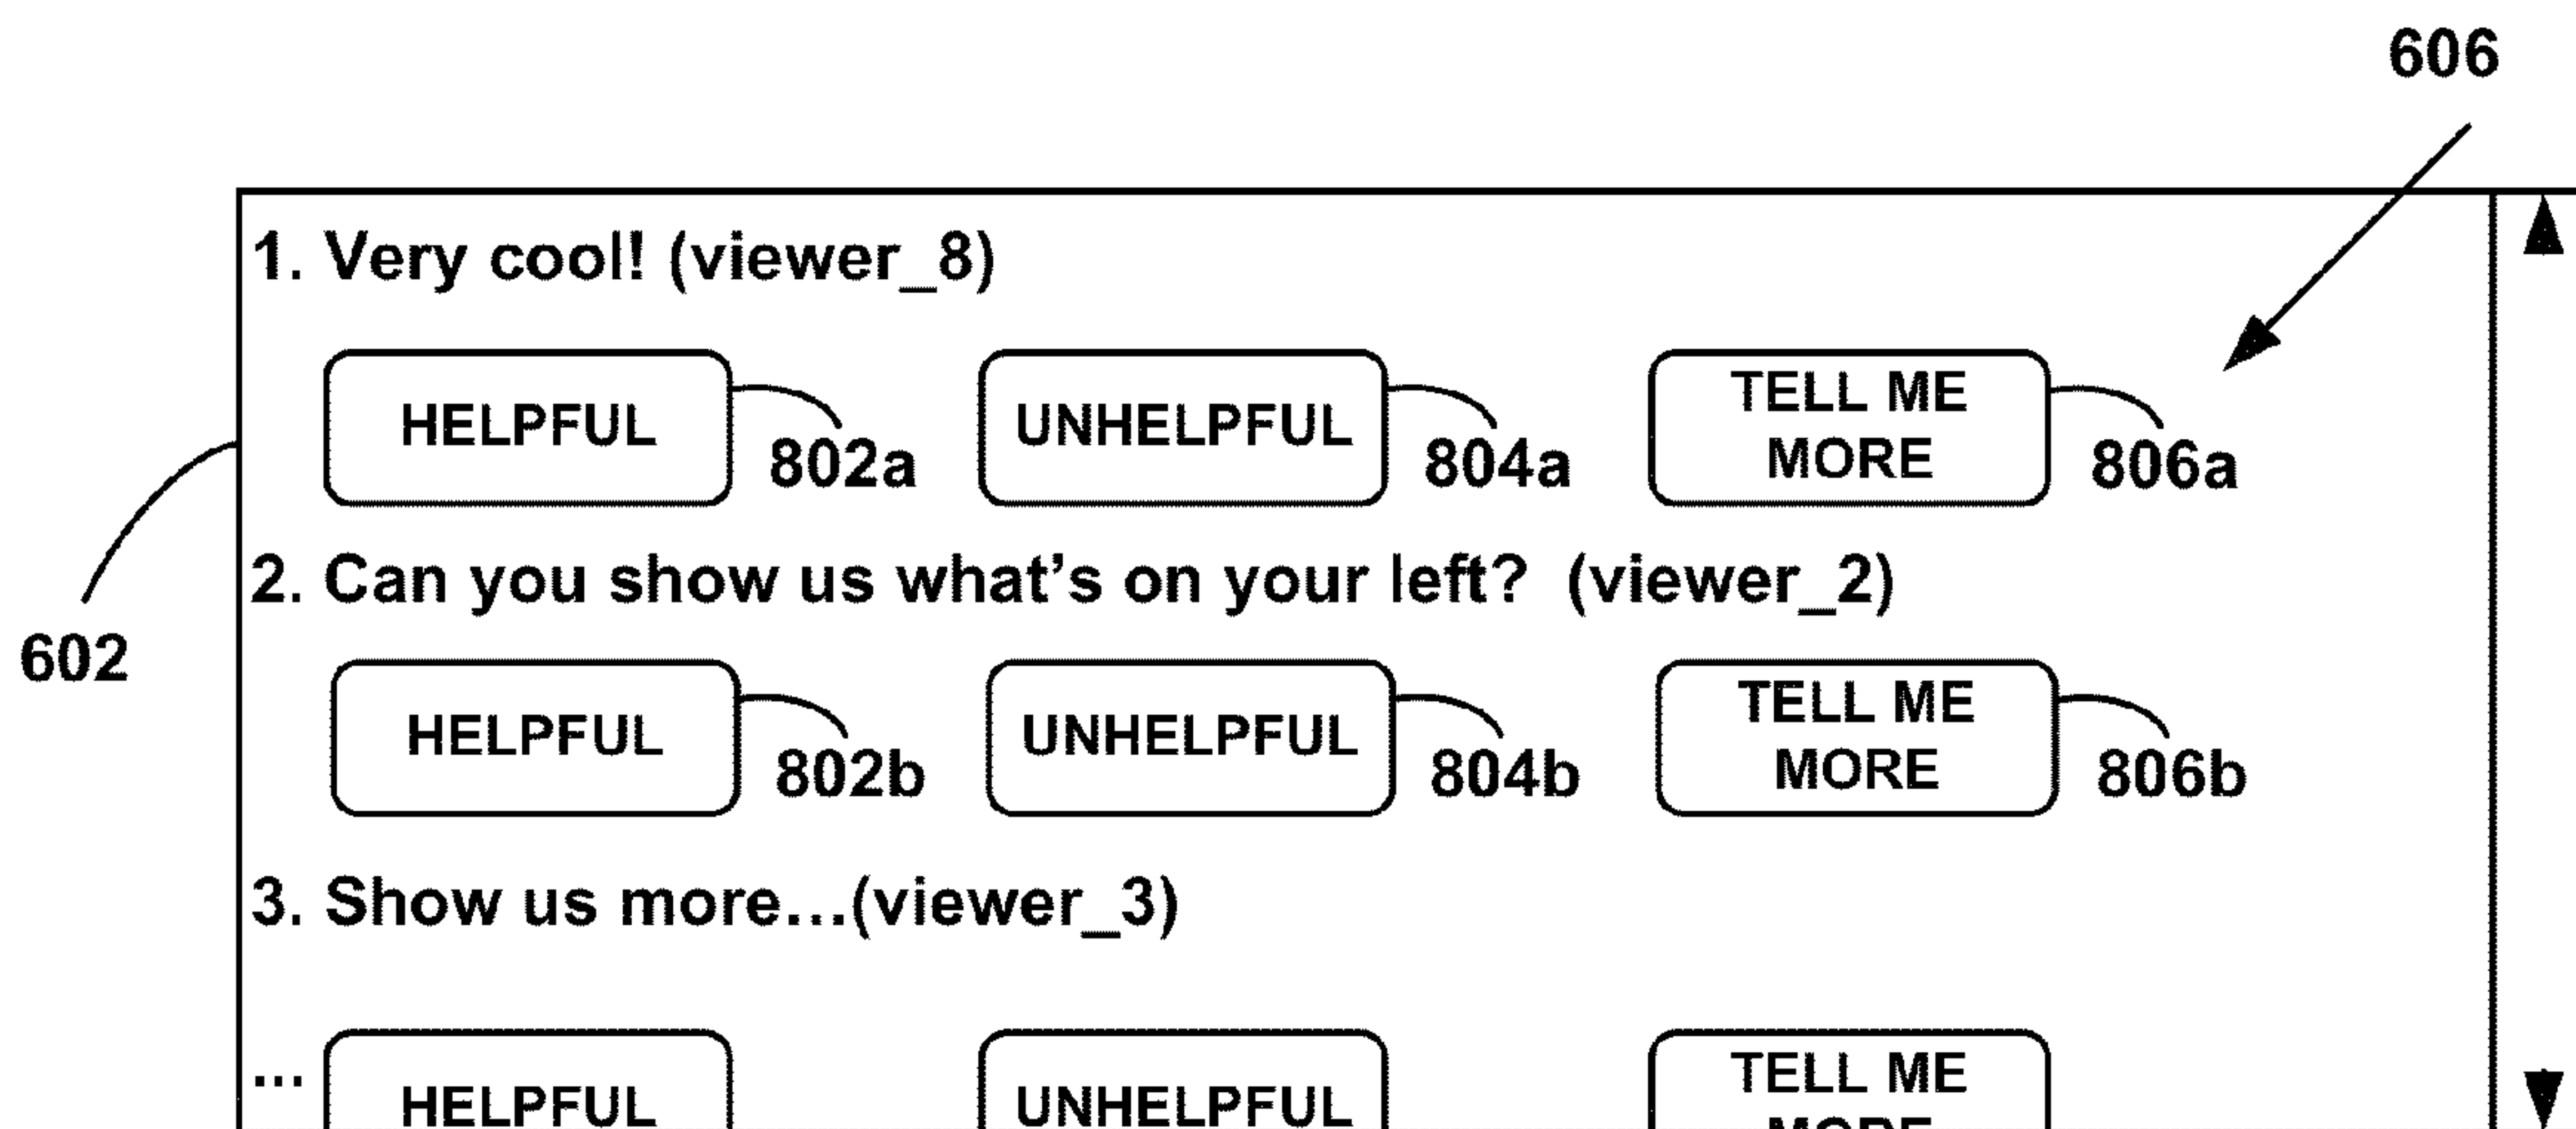 606
1. Very cool! (viewer_8)
HELPFUL 802a UNHELPFUL 804a TELL ME MORE 806a
2. Can you show us what's on your left? (viewer_2)
602
HELPFUL 802b UNHELPFUL 804b TELL ME MORE 806b
3. Show us more...(viewer_3)
... HELPFUL UNHELPFUL TELL ME MORE